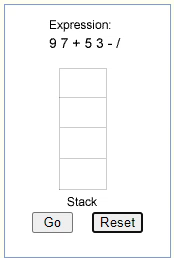 Expression:
9 7 + 5 3 - /
Stack
Go Reset